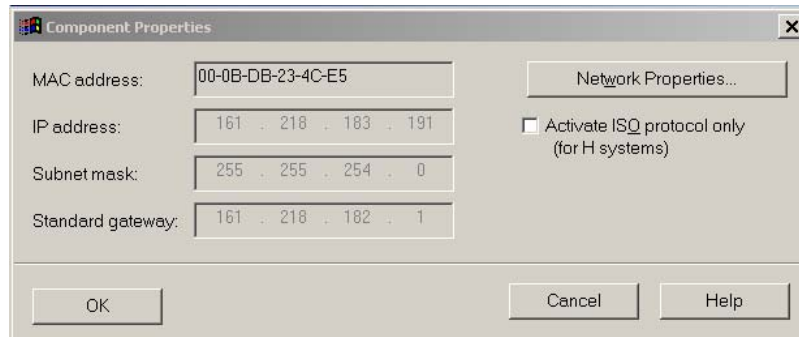 Component Properties
MAC address: 00-0B-DB-23-4C-E5
Network Properties...
IP address: 161 . 218 . 183 . 191
Activate ISO protocol only
(for H systems)
Subnet mask: 255 . 255 . 254 . 0
Standard gateway: 161 . 218 . 182 . 1
OK
Cancel
Help